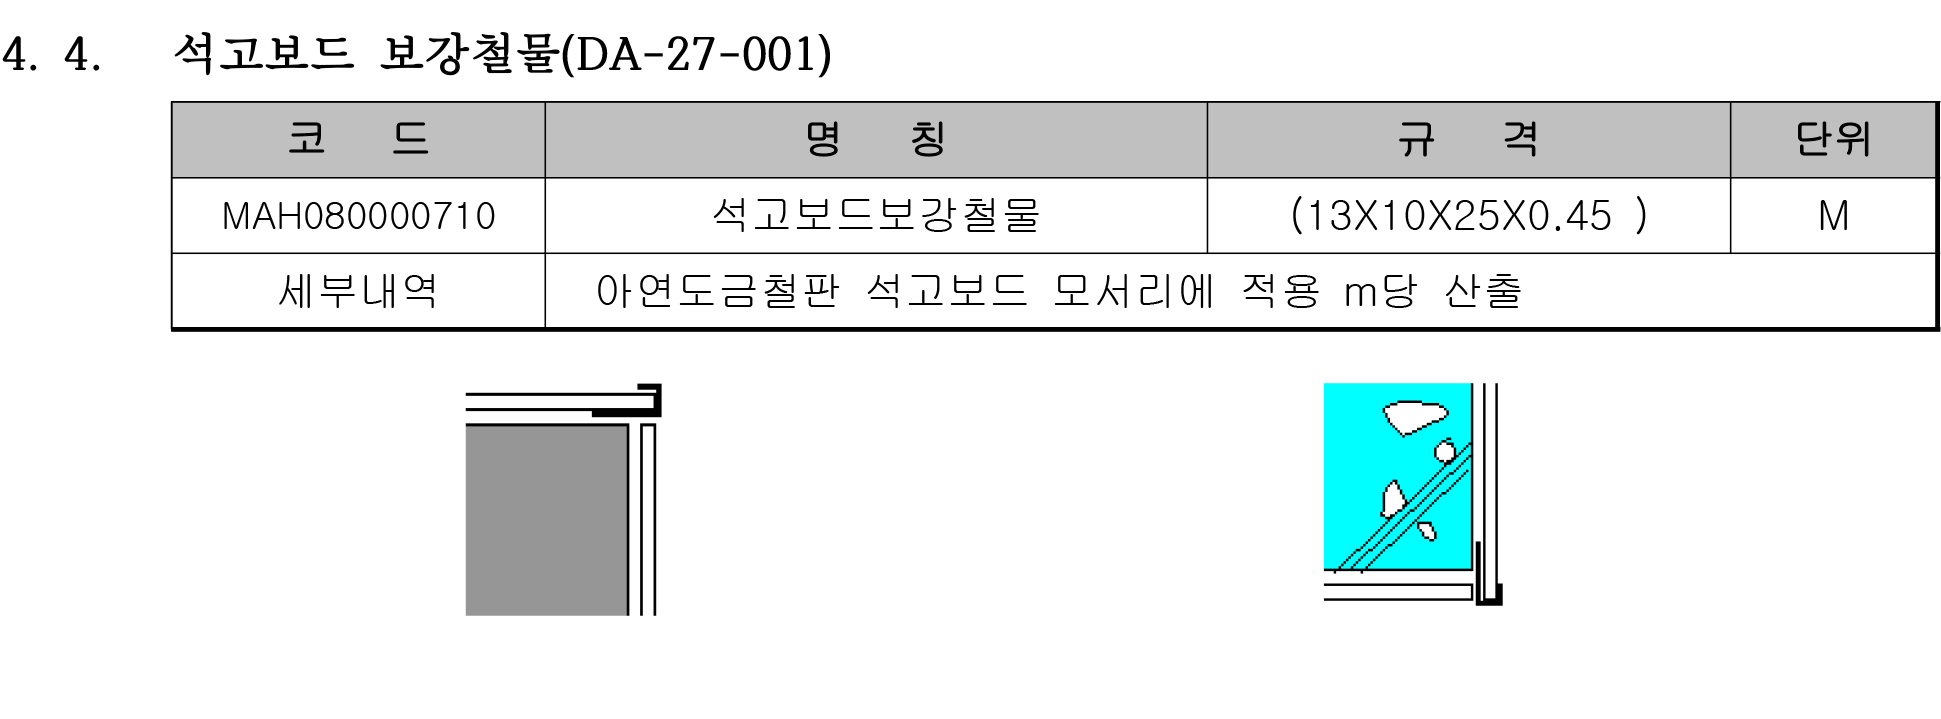 4. 4. 석고보드 보강철물(DA-27-001)
코 드 명 칭 규 격 단위
MAH080000710 석고보드보강철물 (13X10X25X0.45 ) M
세부내역 아연도금철판 석고보드 모서리에 적용 m당 산출